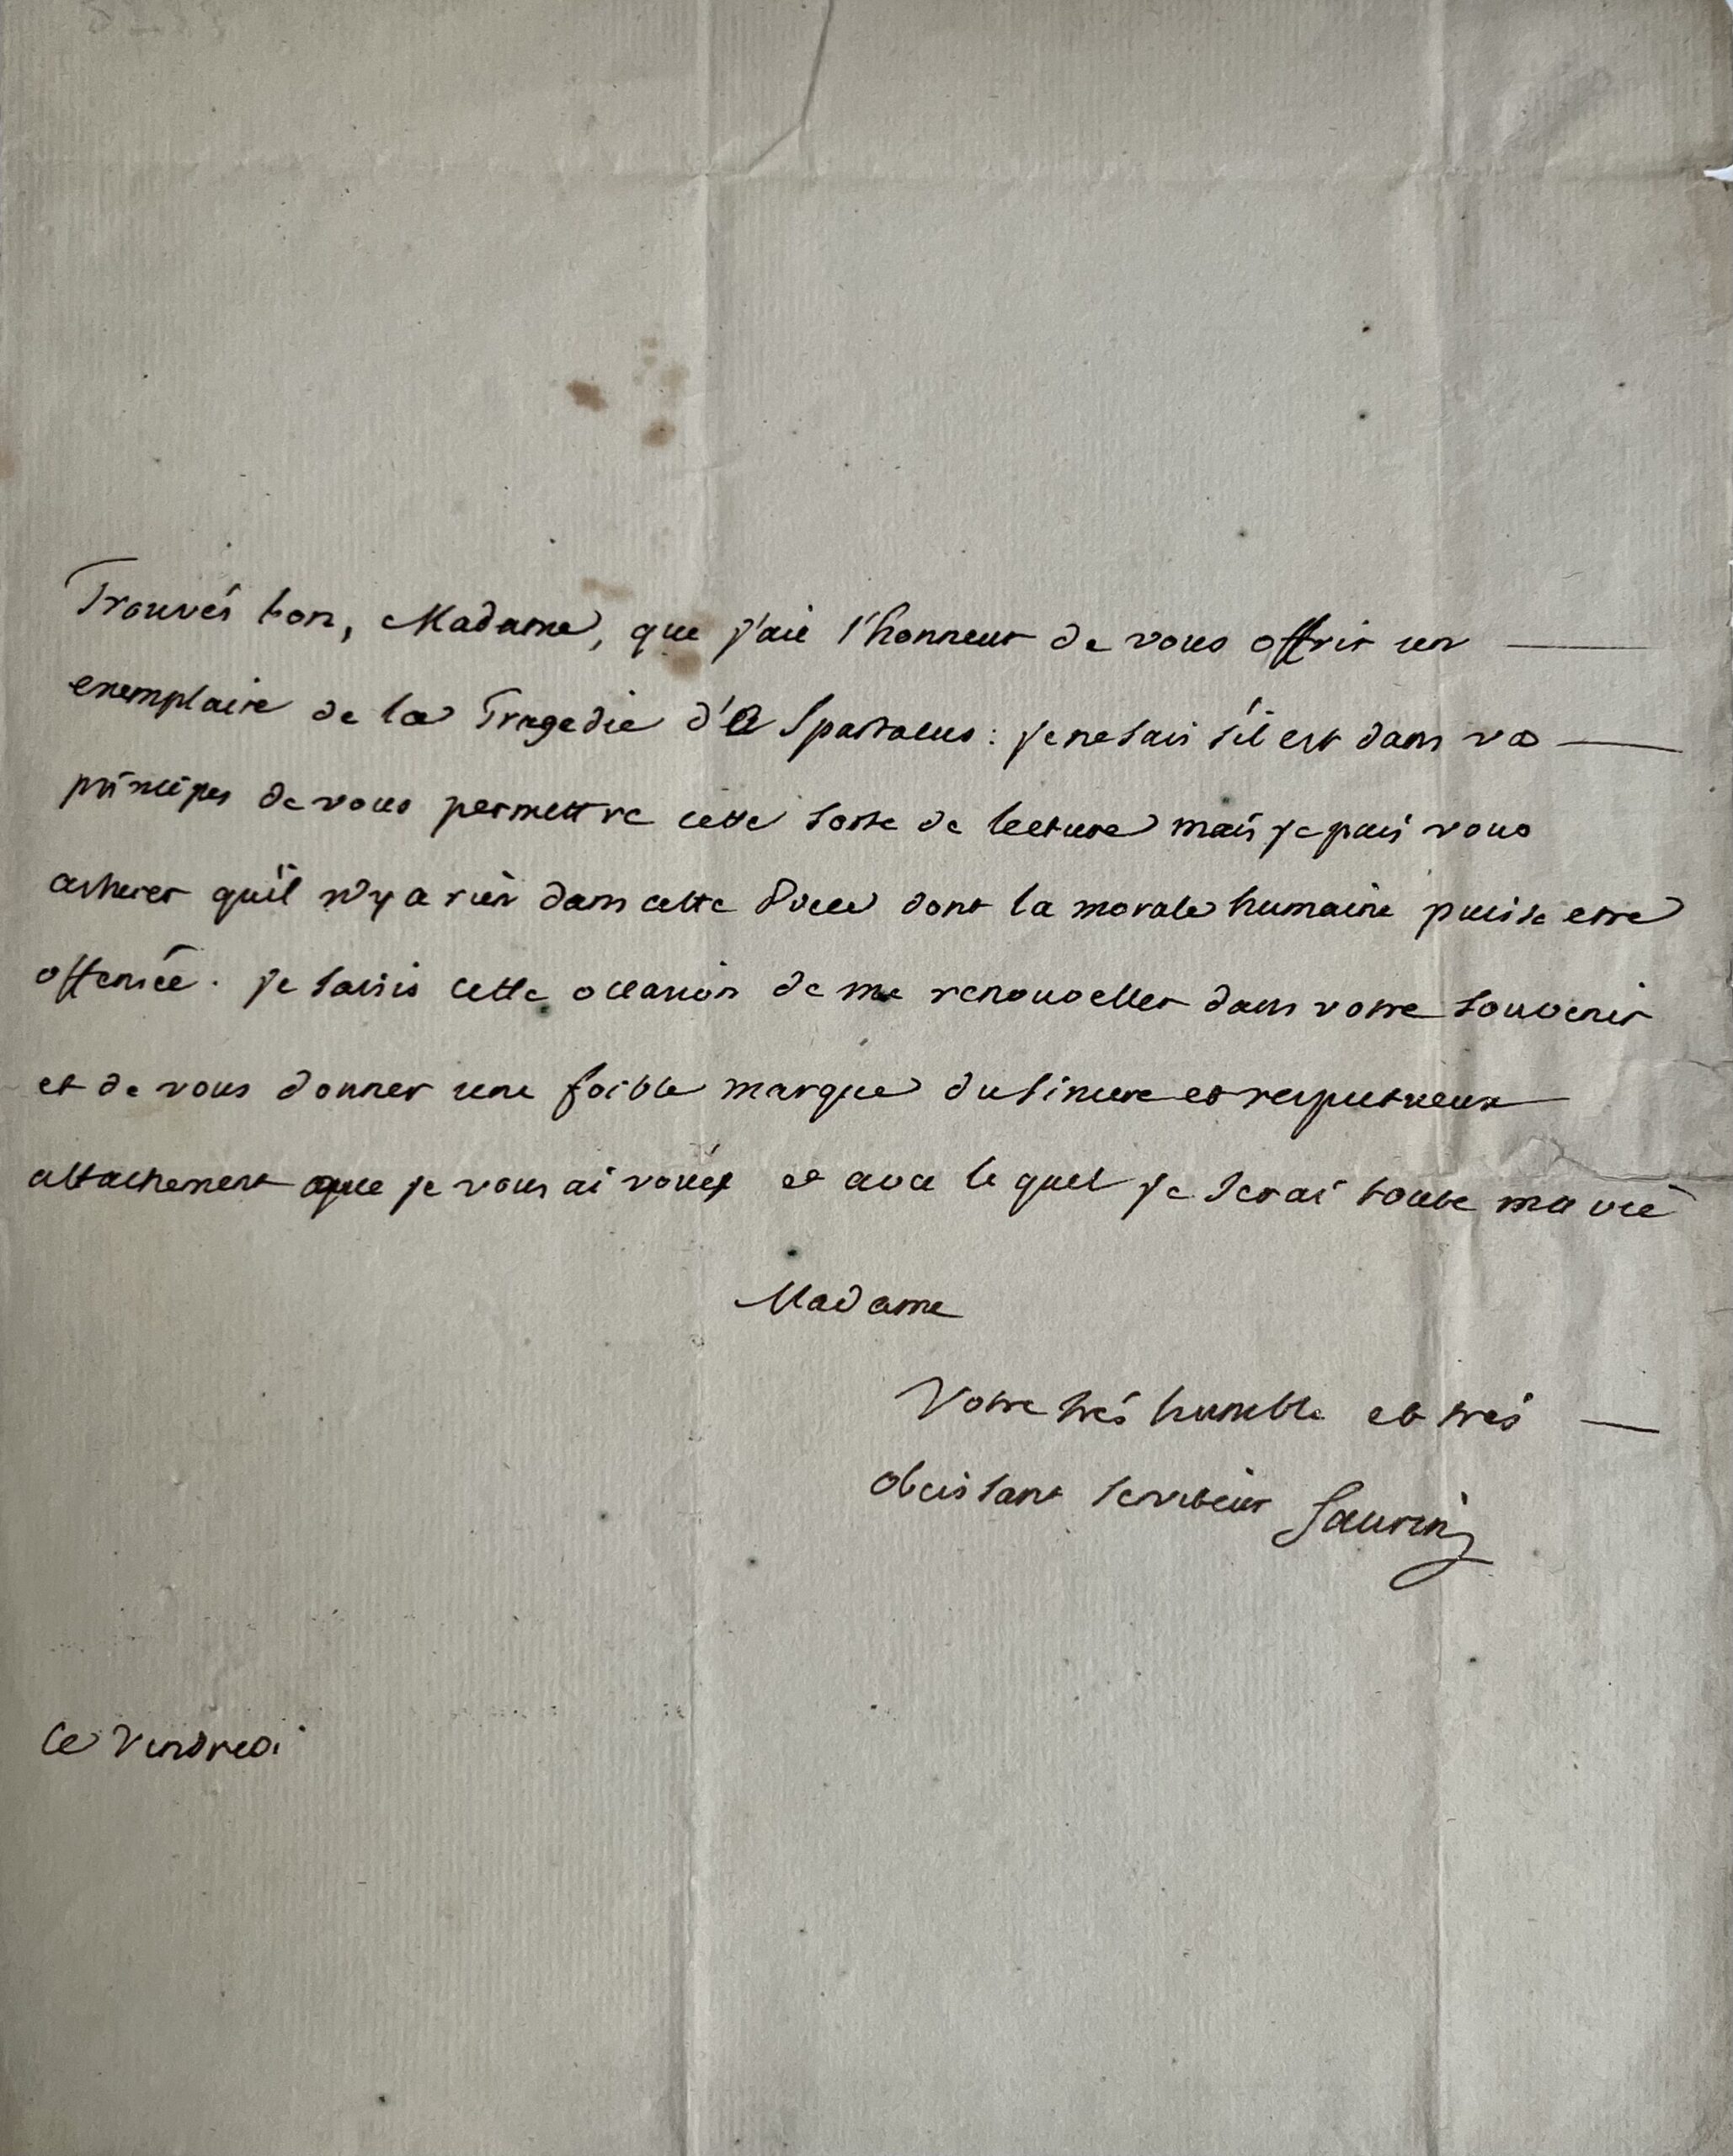 Trouvés bon, Madame, que j'aie l'honneur de vous offrir un
exemplaire de la Tragedie d'e Spartacus : je ne sais s'il est dans vos
principes de vous permettre cette sorte de lecture mais je puis vous
assurer qu'il n'y a rien dans cette Piece dont la morale humaine puisse etre
offensée. je saisis cette occasion de me renouveller dans votre souvenir
et de vous donner une foible marque du sincere et respectueux
attachement que je vous ai voué et avec le quel je serai toute ma vie
Madame
Votre trés humble et trés
obeissant serviteur Saurin
Ce Vendredi